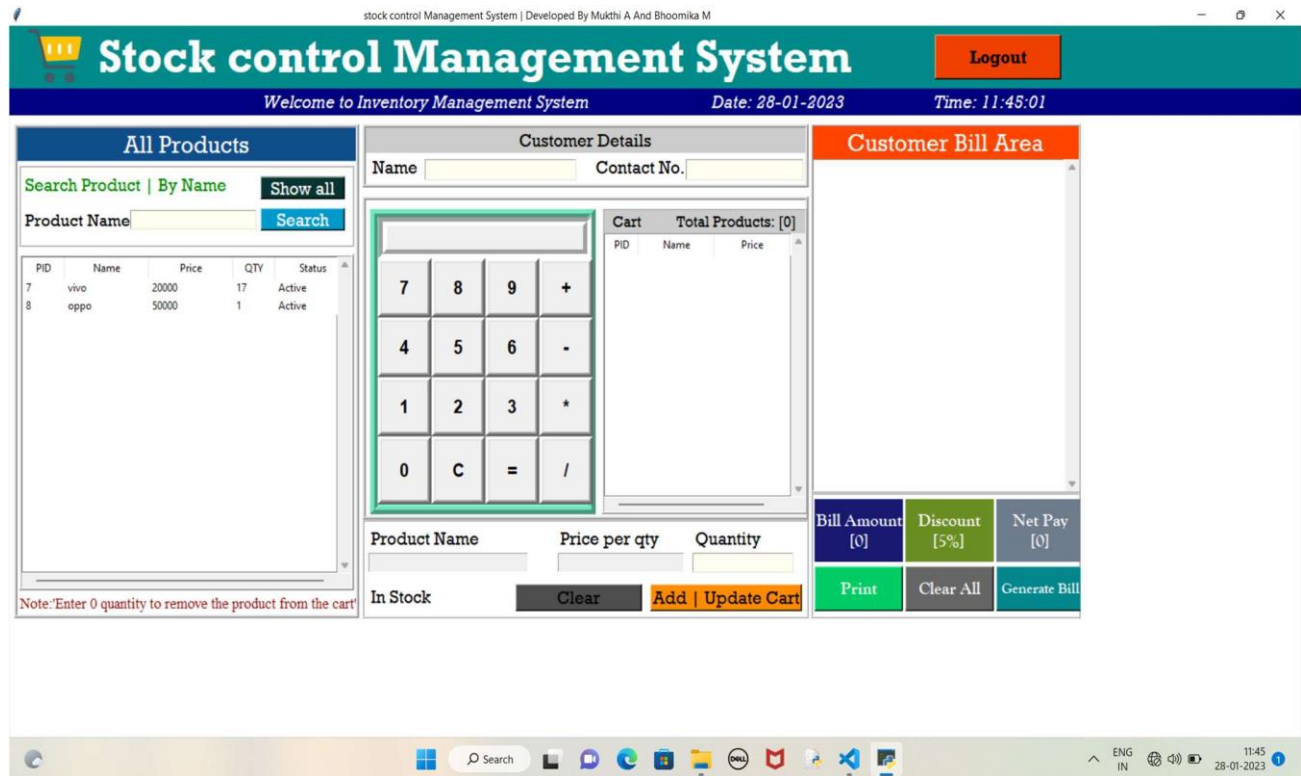 stock control Management System | Developed By Mukthi A And Bhoomika M
Stock control Management System
Logout
Welcome to Inventory Management System Date: 28-01-2023 Time: 11:45:01
All Products
Search Product | By Name Show all
Product Name Search
PID Name Price QTY Status
7 vivo 20000 17 Active
8 oppo 50000 1 Active
Note:'Enter 0 quantity to remove the product from the cart'
Customer Details
Name Contact No.
7 8 9 +
4 5 6 -
1 2 3 *
0 C = /
Cart Total Products: [0]
PID Name Price
Product Name Price per qty Quantity
In Stock Clear Add | Update Cart
Customer Bill Area
Bill Amount Discount Net Pay
[0] [5%] [0]
Print Clear All Generate Bill
Search
DELL
ENG 11:45
IN 28-01-2023 1